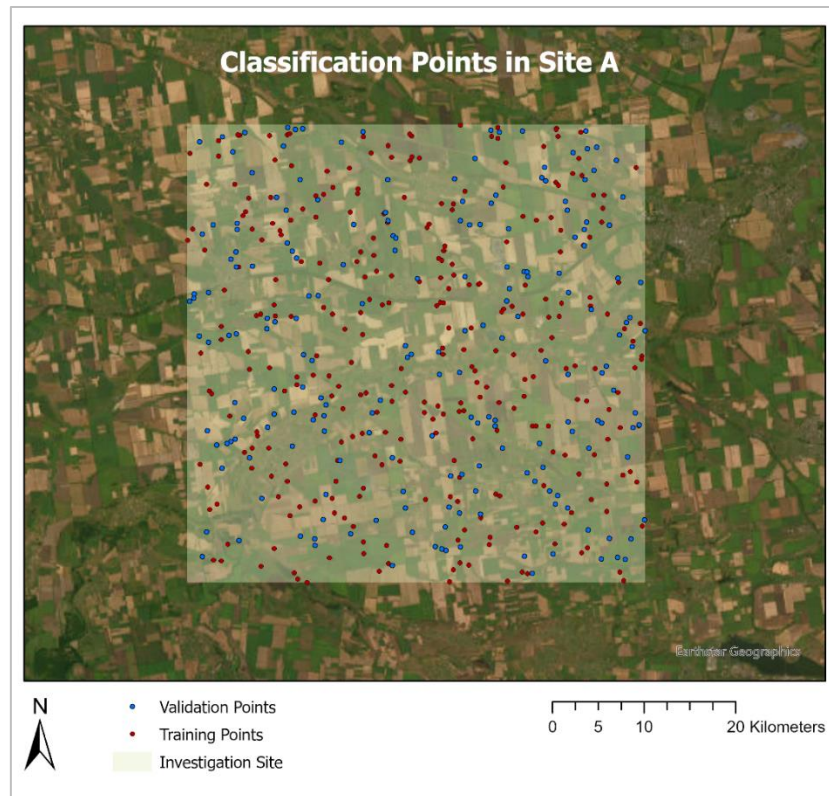 Classification Points in Site A
Earthstar Geographics
N
Validation Points
Training Points
Investigation Site
0 5 10 20 Kilometers